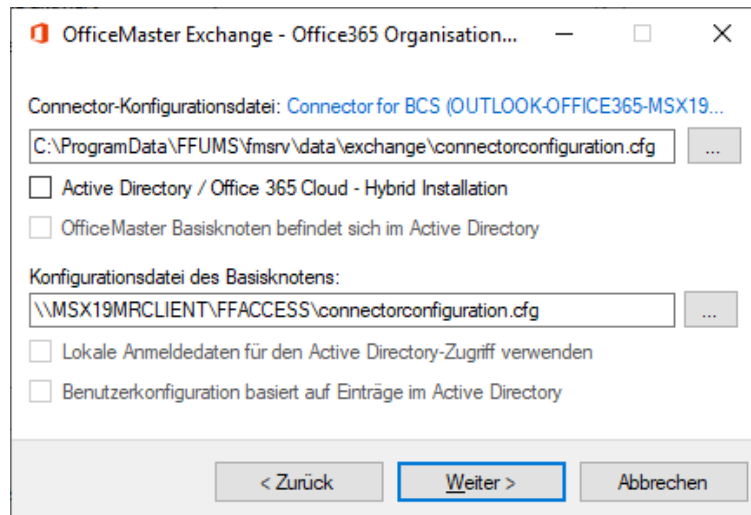 OfficeMaster Exchange - Office365 Organisation...
Connector-Konfigurationsdatei: Connector for BCS (OUTLOOK-OFFICE365-MSX19...
C:\ProgramData\FFUMS\fmsrv\data\exchange\connectorconfiguration.cfg
...
Active Directory / Office 365 Cloud - Hybrid Installation
OfficeMaster Basisknoten befindet sich im Active Directory
Konfigurationsdatei des Basisknotens:
\\MSX19MRCLIENT\FFACCESS\connectorconfiguration.cfg
...
Lokale Anmeldedaten für den Active Directory-Zugriff verwenden
Benutzerkonfiguration basiert auf Einträge im Active Directory
< Zurück
Weiter >
Abbrechen